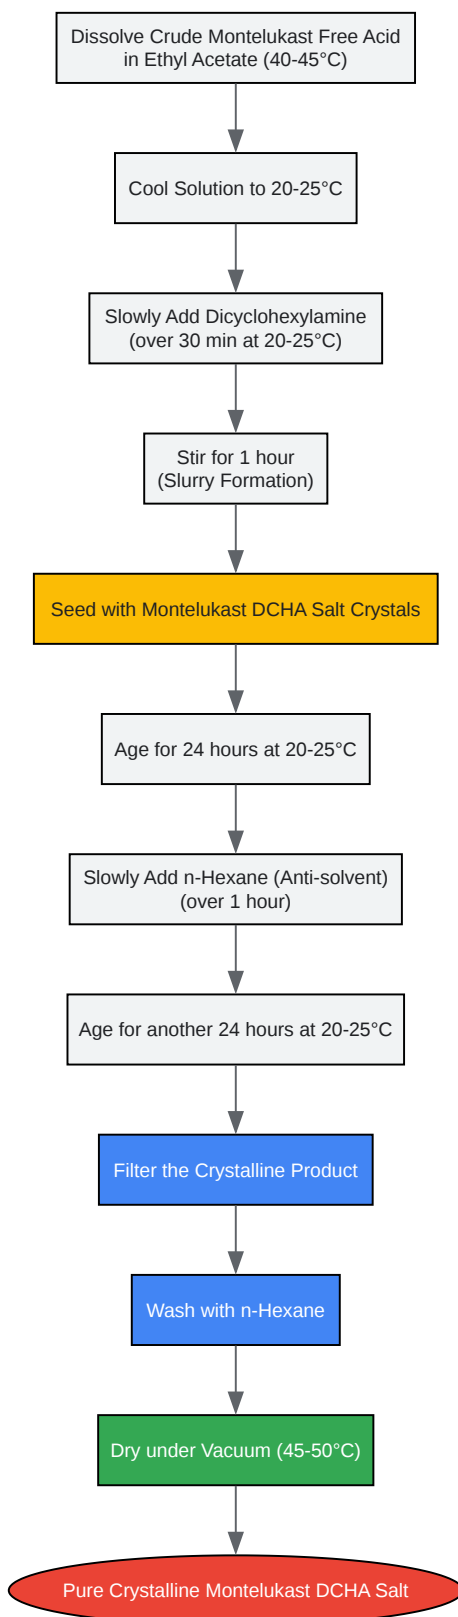 Dissolve Crude Montelukast Free Acid
in Ethyl Acetate (40-45°C)
Cool Solution to 20-25°C
Slowly Add Dicyclohexylamine
(over 30 min at 20-25°C)
Stir for 1 hour
(Slurry Formation)
Seed with Montelukast DCHA Salt Crystals
Age for 24 hours at 20-25°C
Slowly Add n-Hexane (Anti-solvent)
(over 1 hour)
Age for another 24 hours at 20-25°C
Filter the Crystalline Product
Wash with n-Hexane
Dry under Vacuum (45-50°C)
Pure Crystalline Montelukast DCHA Salt